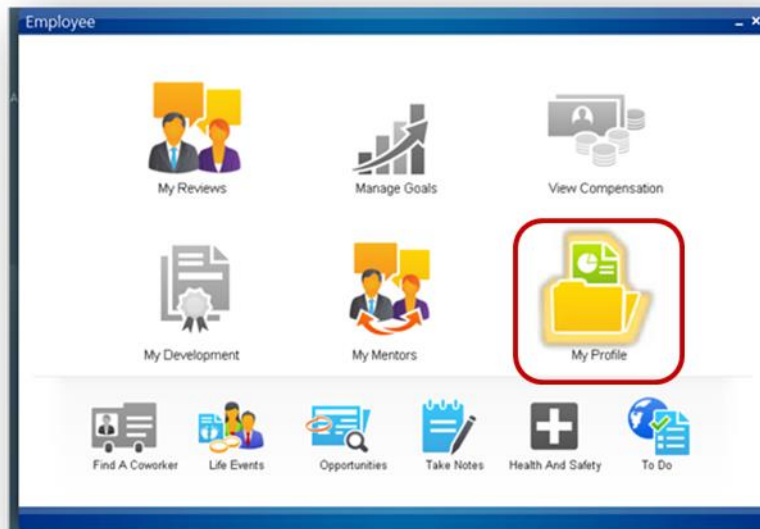 Employee
My Reviews
Manage Goals
View Compensation
My Development
My Mentors
My Profile
Find A Coworker
Life Events
Opportunities
Take Notes
Health And Safety
To Do